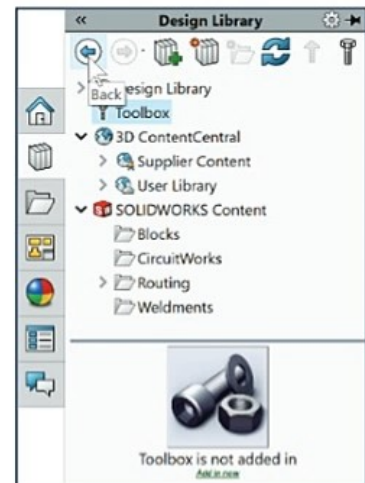 Design Library
Back
esign Library
Toolbox
3D ContentCentral
Supplier Content
User Library
SOLIDWORKS Content
Blocks
CircuitWorks
Routing
Weldments
Toolbox is not added in
Add in now